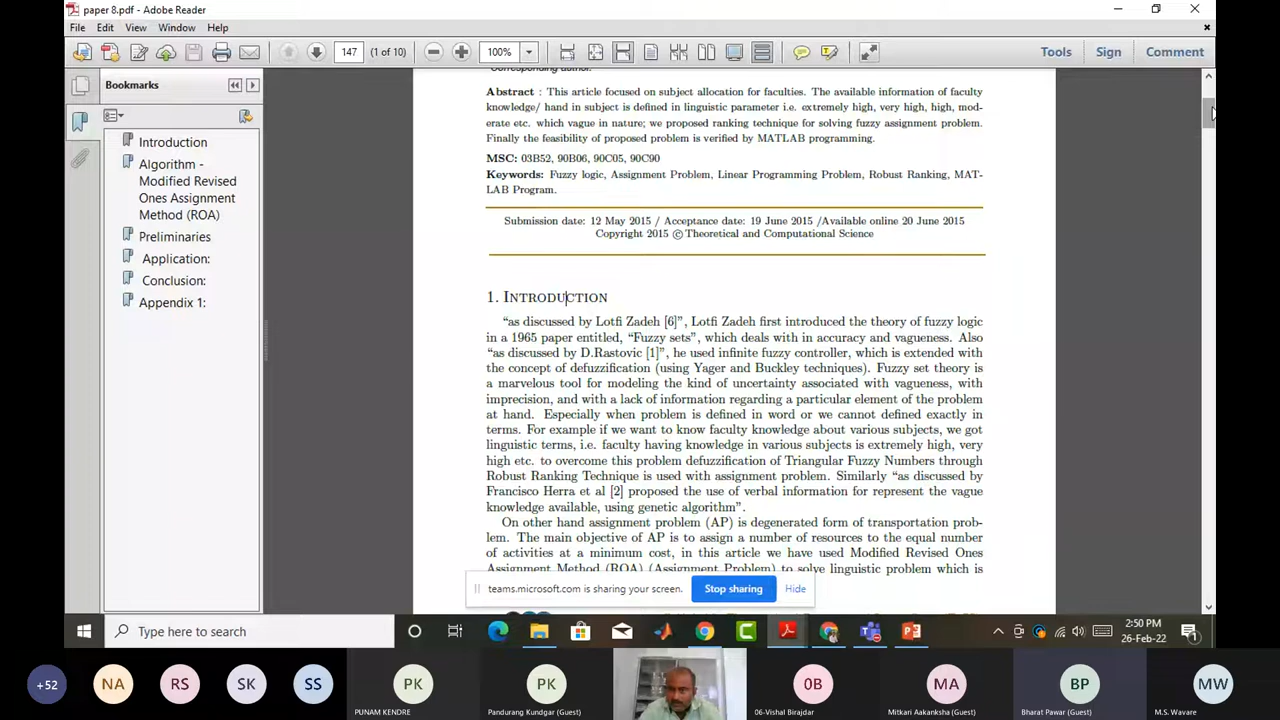 paper 8.pdf - Adobe Reader
File Edit View Window Help
147 (1 of 10) 100% Tools Sign Comment
Bookmarks
Introduction
Algorithm -
Modified Revised
Ones Assignment
Method (ROA)
Preliminaries
Application:
Conclusion:
Appendix 1:
Corresponding author.
Abstract : This article focused on subject allocation for faculties. The available information of faculty
knowledge/ hand in subject is defined in linguistic parameter i.e. extremely high, very high, high, mod-
erate etc. which vague in nature; we proposed ranking technique for solving fuzzy assignment problem.
Finally the feasibility of proposed problem is verified by MATLAB programming.
MSC: 03B52, 90B06, 90C05, 90C90
Keywords: Fuzzy logic, Assignment Problem, Linear Programming Problem, Robust Ranking, MAT-
LAB Program.
Submission date: 12 May 2015 / Acceptance date: 19 June 2015 /Available online 20 June 2015
Copyright 2015 © Theoretical and Computational Science
1. INTRODUCTION
“as discussed by Lotfi Zadeh [6]”, Lotfi Zadeh first introduced the theory of fuzzy logic
in a 1965 paper entitled, “Fuzzy sets”, which deals with in accuracy and vagueness. Also
“as discussed by D.Rastovic [1]”, he used infinite fuzzy controller, which is extended with
the concept of defuzzification (using Yager and Buckley techniques). Fuzzy set theory is
a marvelous tool for modeling the kind of uncertainty associated with vagueness, with
imprecision, and with a lack of information regarding a particular element of the problem
at hand. Especially when problem is defined in word or we cannot defined exactly in
terms. For example if we want to know faculty knowledge about various subjects, we got
linguistic terms, i.e. faculty having knowledge in various subjects is extremely high, very
high etc. to overcome this problem defuzzification of Triangular Fuzzy Numbers through
Robust Ranking Technique is used with assignment problem. Similarly “as discussed by
Francisco Herra et al [2] proposed the use of verbal information for represent the vague
knowledge available, using genetic algorithm”.
On other hand assignment problem (AP) is degenerated form of transportation prob-
lem. The main objective of AP is to assign a number of resources to the equal number
of activities at a minimum cost, in this article we have used Modified Revised Ones
Assignment Method (ROA) (Assignment Problem) to solve linguistic problem which is
teams.microsoft.com is sharing your screen. Stop sharing Hide
Type here to search
2:50 PM
26-Feb-22
+52 NA RS SK SS PK PK 0B MA BP MW
PUNAM KENDRE Pandurang Kundgar (Guest) 06-Vishal Birajdar Mitkari Aakanksha (Guest) Bharat Pawar (Guest) M.S. Wavare